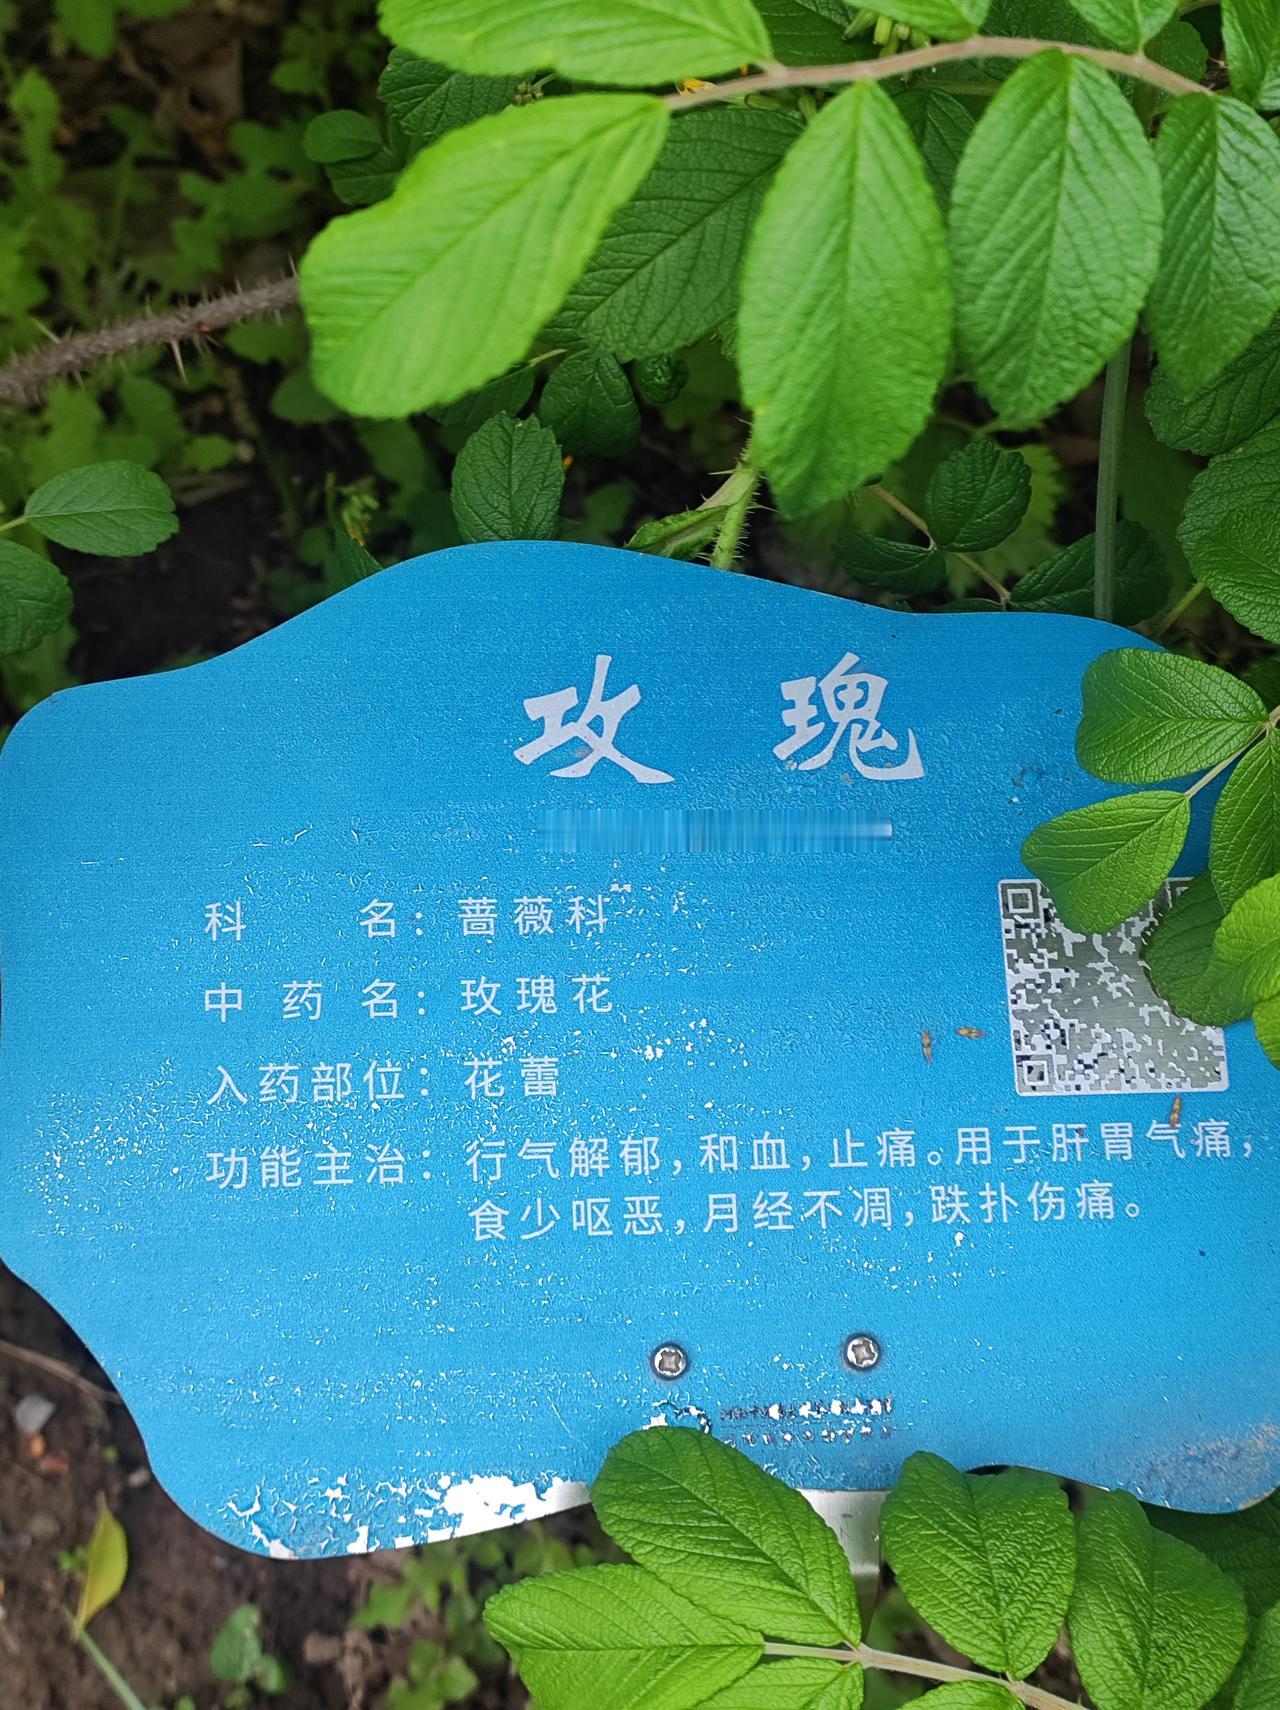 玫瑰
科名：蔷薇科
中药名：玫瑰花
入药部位：花蕾
功能主治：行气解郁，和血，止痛。用于肝胃气痛，
食少呕恶，月经不凋，跌扑伤痛。